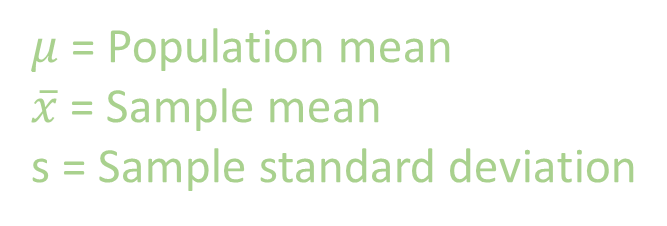 μ = Population mean
x̄ = Sample mean
s = Sample standard deviation